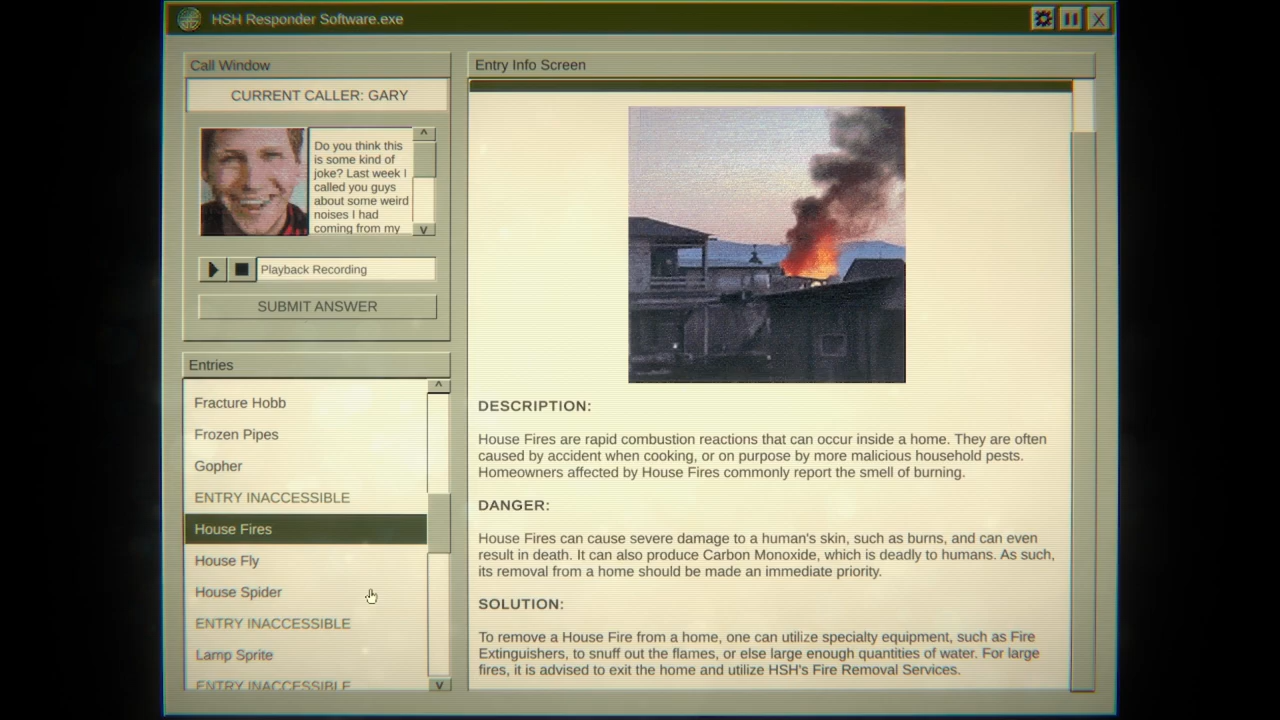 HSH Responder Software.exe
Call Window
CURRENT CALLER: GARY
Do you think this
is some kind of
joke? Last week I
called you guys
about some weird
noises I had
coming from my
Playback Recording
SUBMIT ANSWER
Entries
Fracture Hobb
Frozen Pipes
Gopher
ENTRY INACCESSIBLE
House Fires
House Fly
House Spider
ENTRY INACCESSIBLE
Lamp Sprite
ENTRY INACCESSIBLE
Entry Info Screen
DESCRIPTION:
House Fires are rapid combustion reactions that can occur inside a home. They are often
caused by accident when cooking, or on purpose by more malicious household pests.
Homeowners affected by House Fires commonly report the smell of burning.
DANGER:
House Fires can cause severe damage to a human's skin, such as burns, and can even
result in death. It can also produce Carbon Monoxide, which is deadly to humans. As such,
its removal from a home should be made an immediate priority.
SOLUTION:
To remove a House Fire from a home, one can utilize specialty equipment, such as Fire
Extinguishers, to snuff out the flames, or else large enough quantities of water. For large
fires, it is advised to exit the home and utilize HSH's Fire Removal Services.